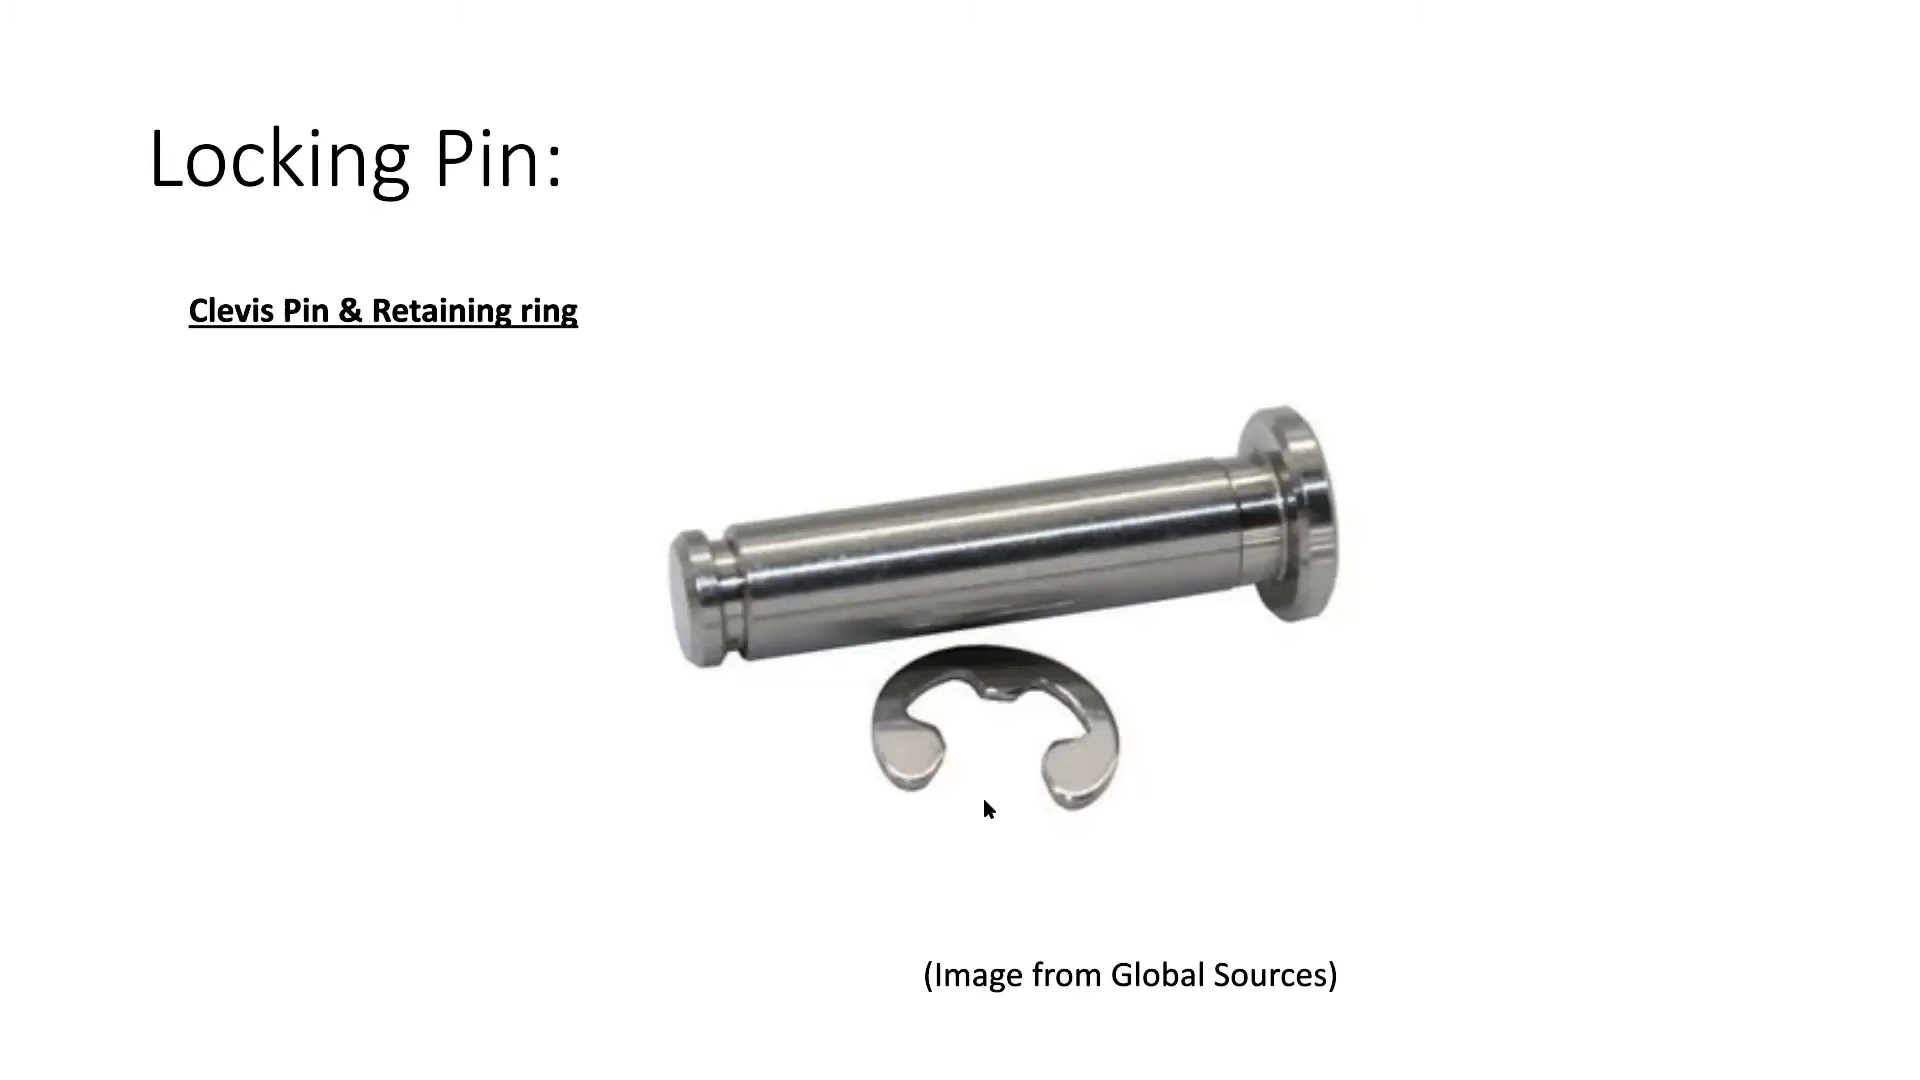 Locking Pin:
Clevis Pin & Retaining ring
(Image from Global Sources)